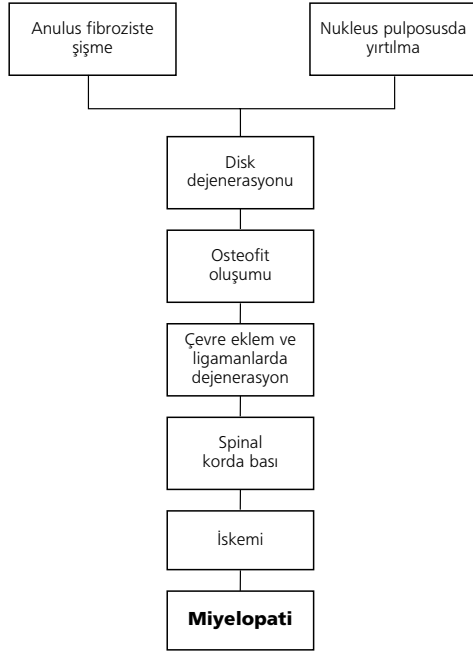 Anulus fibroziste
şişme
Nukleus pulposusda
yırtılma
Disk
dejenerasyonu
Osteofit
oluşumu
Çevre eklem ve
ligamanlarda
dejenerasyon
Spinal
korda bası
İskemi
Miyelopati